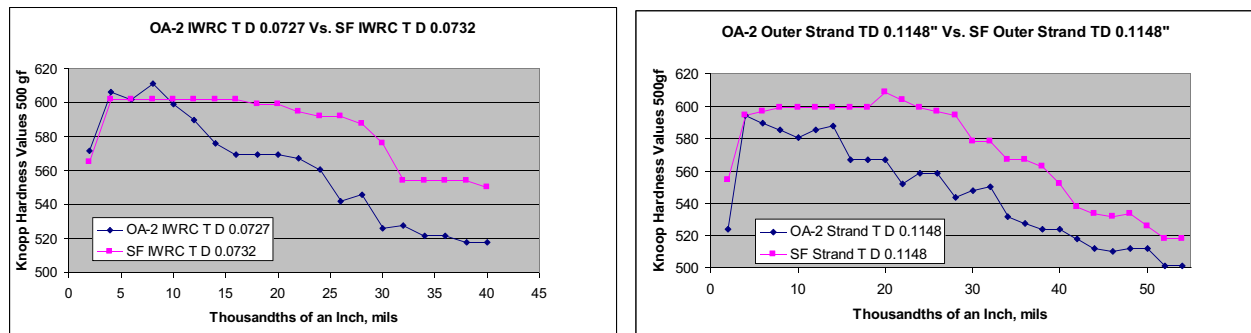 OA-2 IWRC T D 0.0727 Vs. SF IWRC T D 0.0732
Knopp Hardness Values 500 gf
620
600
580
560
540
520
500
OA-2 IWRC T D 0.0727
SF IWRC T D 0.0732
0 5 10 15 20 25 30 35 40 45
Thousandths of an Inch, mils
OA-2 Outer Strand TD 0.1148" Vs. SF Outer Strand TD 0.1148"
Knoop Hardness Values 500gf
620
600
580
560
540
520
500
OA-2 Strand T D 0.1148
SF Strand T D 0.1148
0 10 20 30 40 50
Thousandths of an Inch, mils